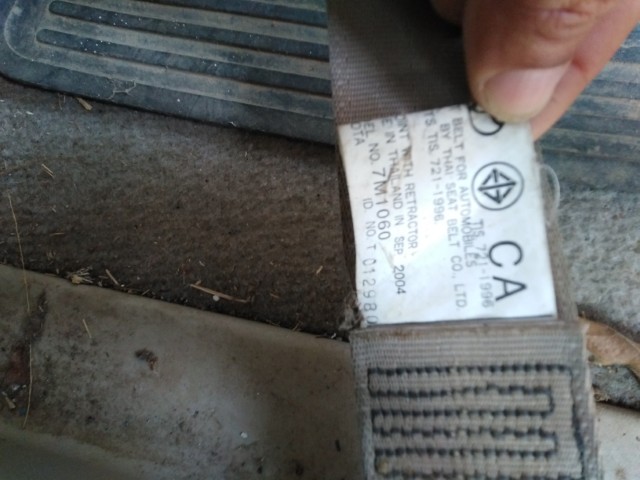 CA
TIS. 721-1996
BELT FOR AUTOMOBILES
BY THAI SEAT BELT CO., LTD
TIS. 721-1996
WITH RETRACTOR
IN THAILAND IN SEP 2004
NO. 7M1060
ID NO. T 01298